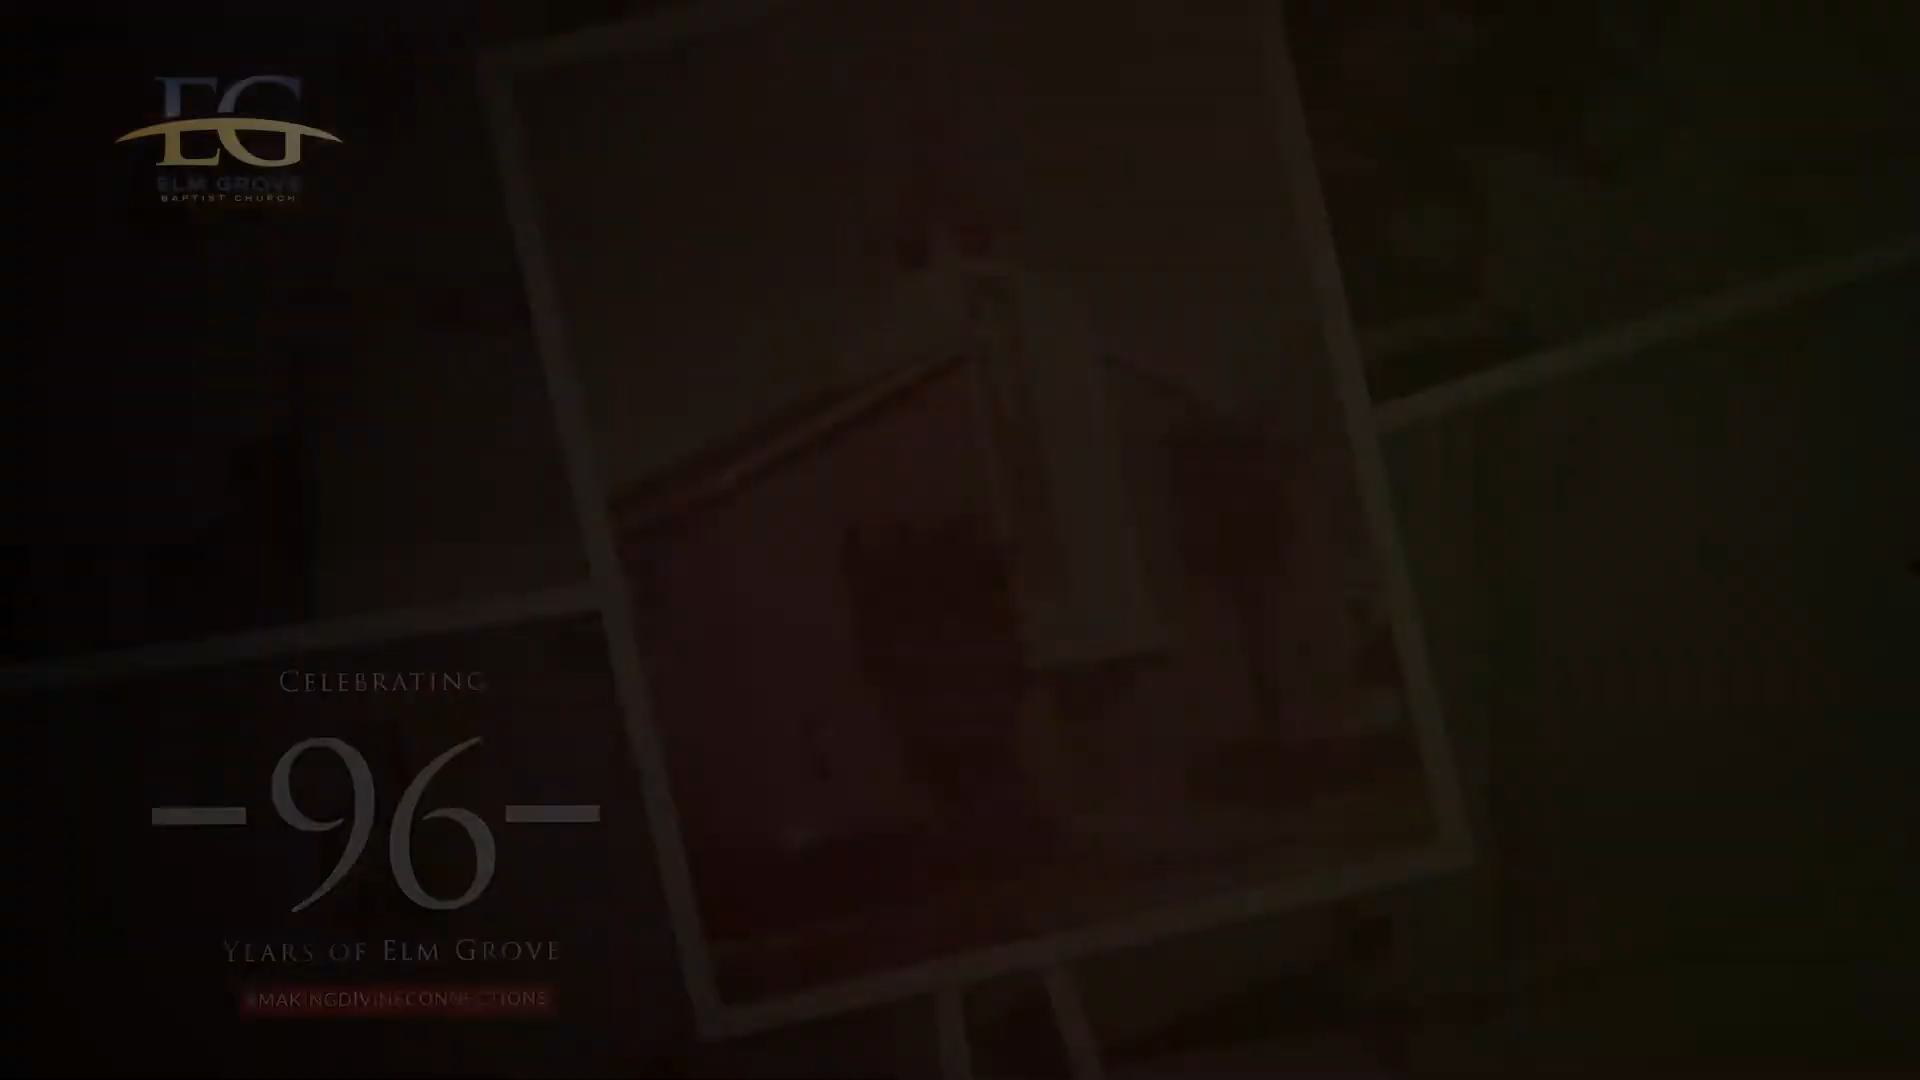 EG
ELM GROVE
BAPTIST CHURCH
CELEBRATING
-96-
YEARS OF ELM GROVE
#MAKINGDIVINECONNECTIONS